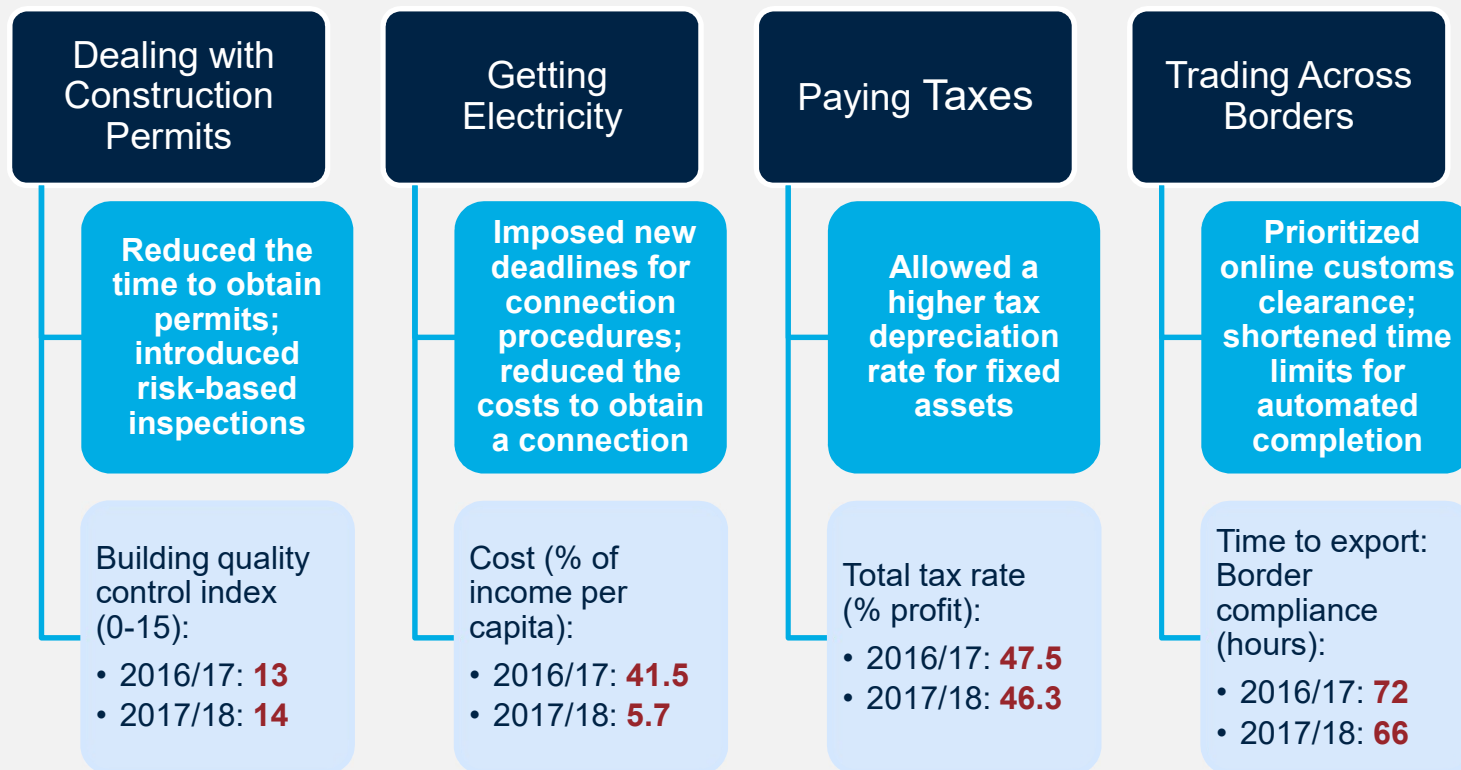 Dealing with
Construction
Permits
Reduced the
time to obtain
permits;
introduced
risk-based
inspections
Building quality
control index
(0-15):
• 2016/17: 13
• 2017/18: 14
Getting
Electricity
Imposed new
deadlines for
connection
procedures;
reduced the
costs to obtain
a connection
Cost (% of
income per
capita):
• 2016/17: 41.5
• 2017/18: 5.7
Paying Taxes
Allowed a
higher tax
depreciation
rate for fixed
assets
Total tax rate
(% profit):
• 2016/17: 47.5
• 2017/18: 46.3
Trading Across
Borders
Prioritized
online customs
clearance;
shortened time
limits for
automated
completion
Time to export:
Border
compliance
(hours):
• 2016/17: 72
• 2017/18: 66